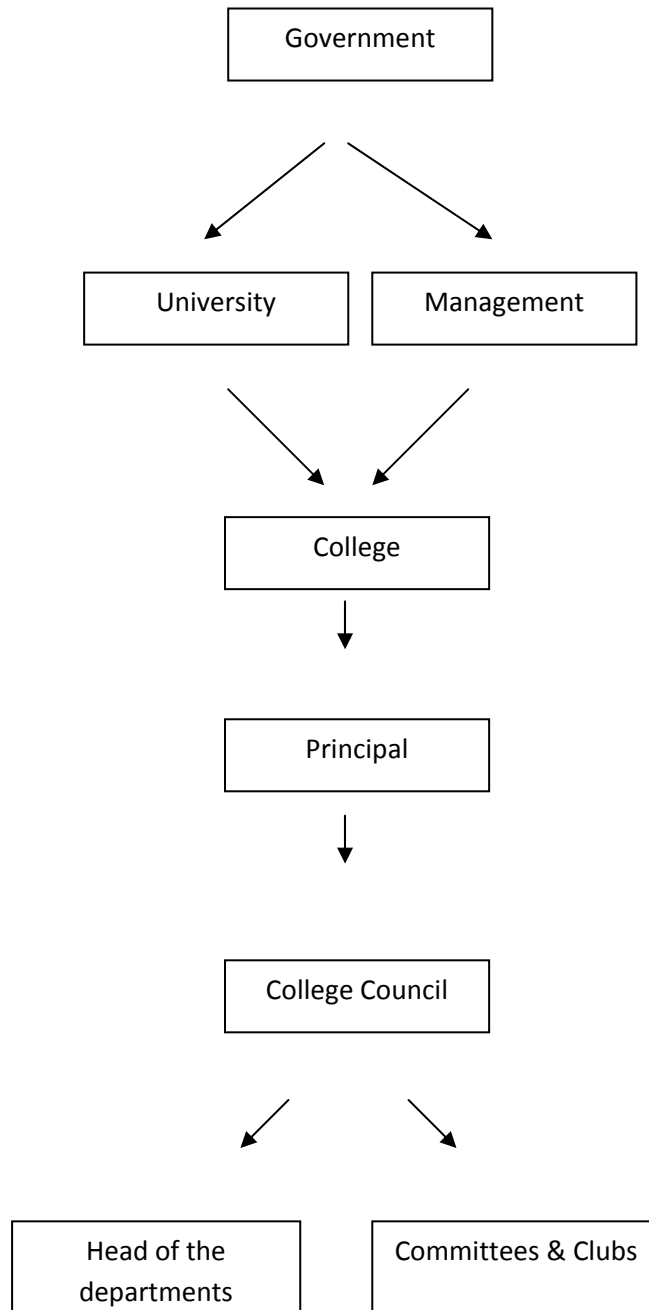 Government
University
Management
College
Principal
College Council
Head of the
departments
Committees & Clubs